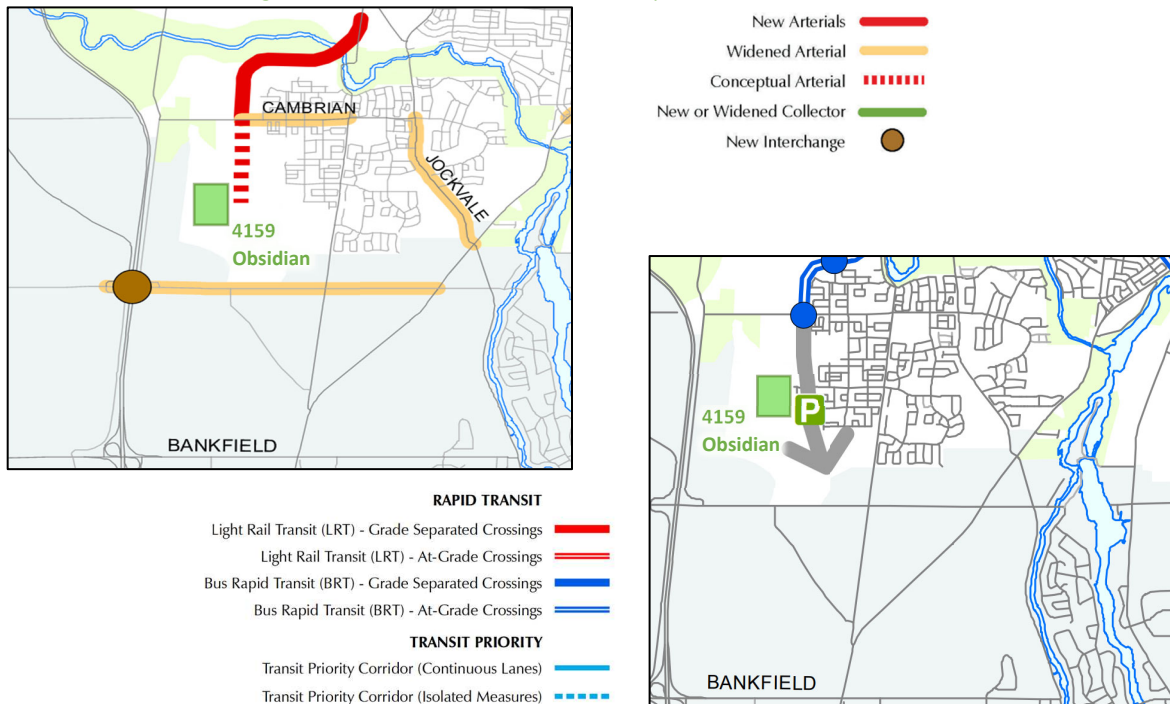 New Arterials
Widened Arterial
Conceptual Arterial
New or Widened Collector
New Interchange
CAMBRIAN
JOCKVALE
4159
Obsidian
BANKFIELD
P
4159
Obsidian
BANKFIELD
RAPID TRANSIT
Light Rail Transit (LRT) - Grade Separated Crossings
Light Rail Transit (LRT) - At-Grade Crossings
Bus Rapid Transit (BRT) - Grade Separated Crossings
Bus Rapid Transit (BRT) - At-Grade Crossings
TRANSIT PRIORITY
Transit Priority Corridor (Continuous Lanes)
Transit Priority Corridor (Isolated Measures)